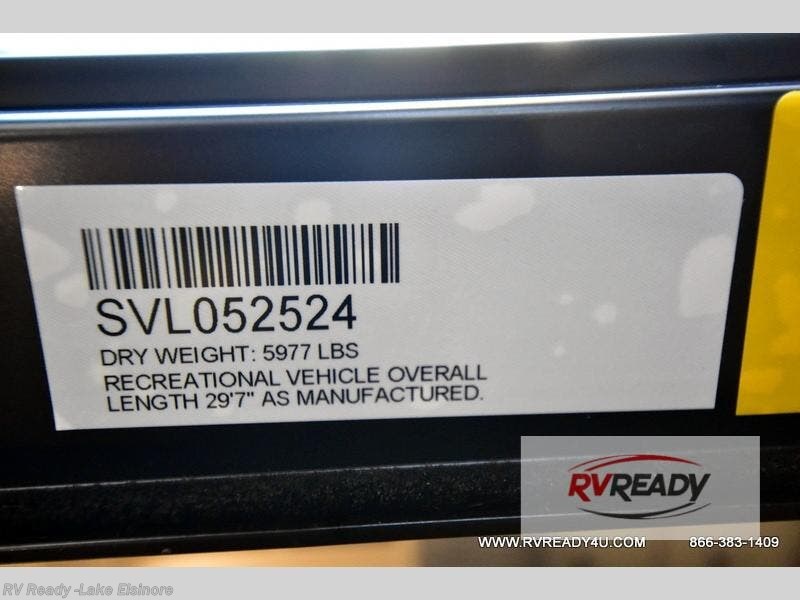 SVL052524
DRY WEIGHT: 5977 LBS
RECREATIONAL VEHICLE OVERALL
LENGTH 29'7" AS MANUFACTURED.
RVREADY
WWW.RVREADY4U.COM 866-383-1409
RV Ready -Lake Elsinore